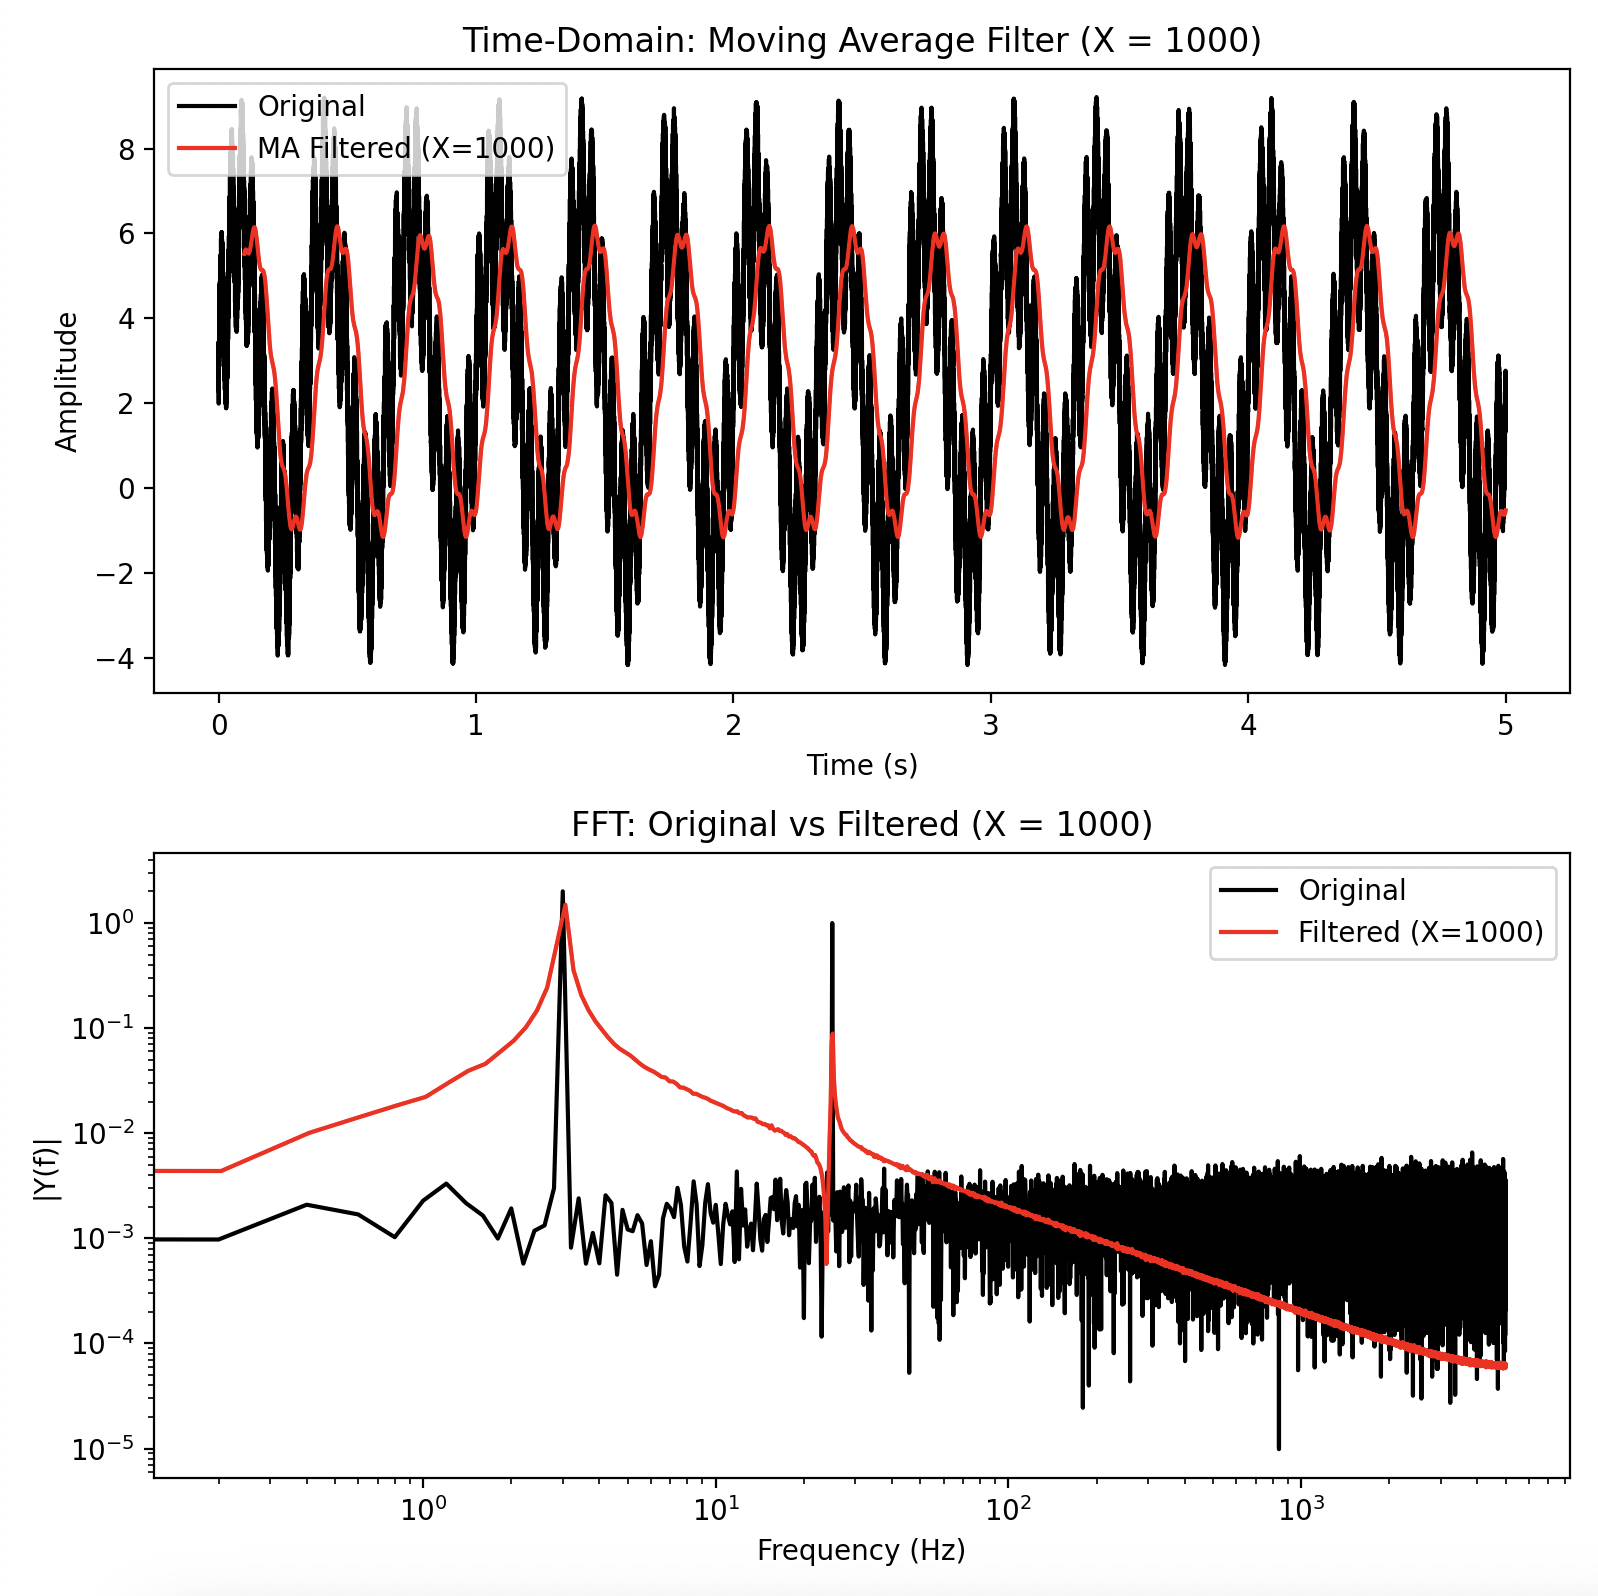 Time-Domain: Moving Average Filter (X = 1000)
Original
MA Filtered (X=1000)
Amplitude
8
6
4
2
0
−2
−4
0 1 2 3 4 5
Time (s)
FFT: Original vs Filtered (X = 1000)
Original
Filtered (X=1000)
|Y(f)|
10⁰
10⁻¹
10⁻²
10⁻³
10⁻⁴
10⁻⁵
10⁰ 10¹ 10² 10³
Frequency (Hz)